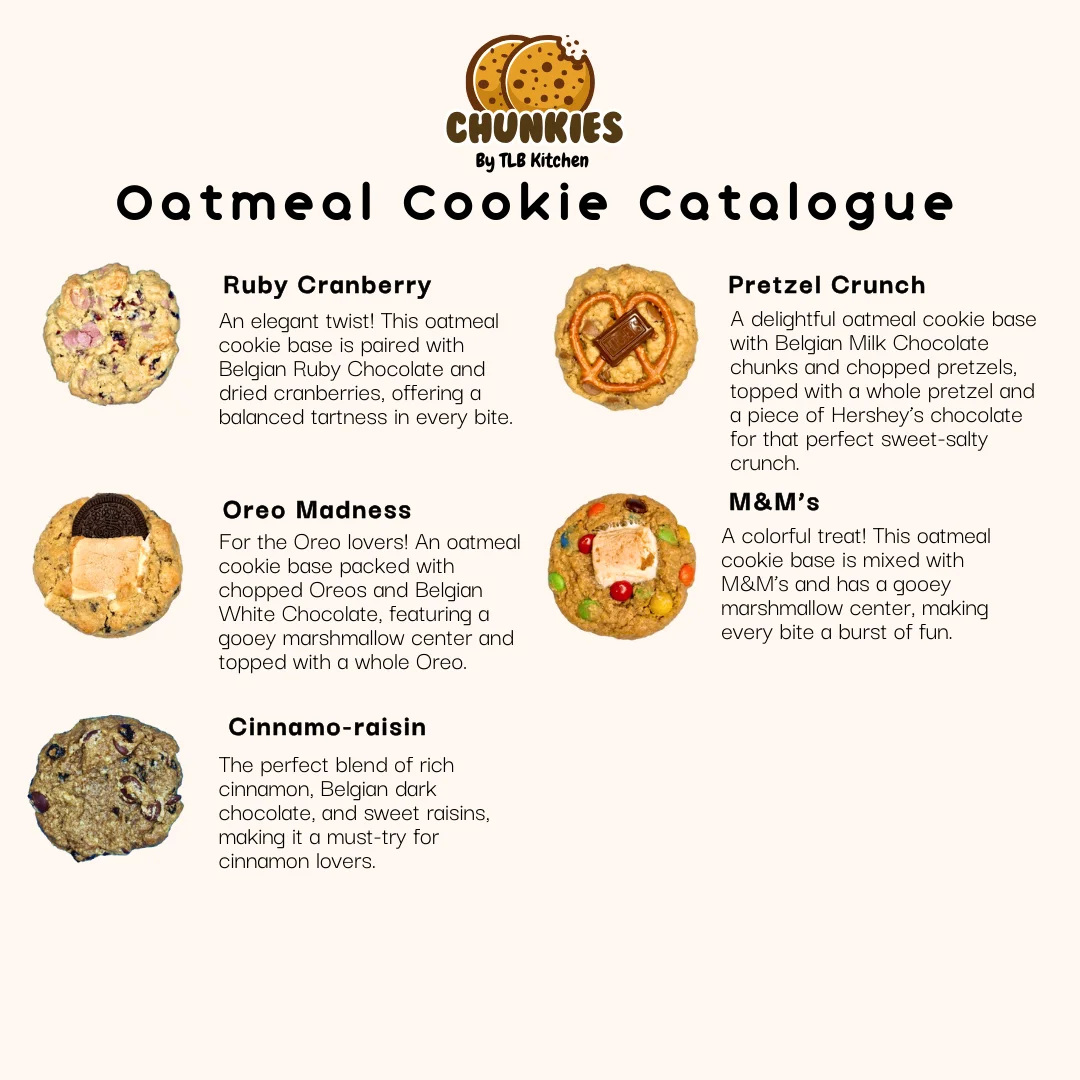 CHUNKIES
By TLB Kitchen
Oatmeal Cookie Catalogue
Ruby Cranberry
An elegant twist! This oatmeal
cookie base is paired with
Belgian Ruby Chocolate and
dried cranberries, offering a
balanced tartness in every bite.
Pretzel Crunch
A delightful oatmeal cookie base
with Belgian Milk Chocolate
chunks and chopped pretzels,
topped with a whole pretzel and
a piece of Hershey's chocolate
for that perfect sweet-salty
crunch.
Oreo Madness
For the Oreo lovers! An oatmeal
cookie base packed with
chopped Oreos and Belgian
White Chocolate, featuring a
gooey marshmallow center and
topped with a whole Oreo.
M&M's
A colorful treat! This oatmeal
cookie base is mixed with
M&M's and has a gooey
marshmallow center, making
every bite a burst of fun.
Cinnamo-raisin
The perfect blend of rich
cinnamon, Belgian dark
chocolate, and sweet raisins,
making it a must-try for
cinnamon lovers.